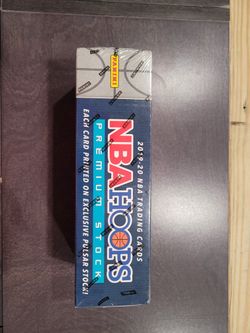 PANINI
2019-20 NBA TRADING CARDS
NBA HOOPS
PREMIUM STOCK
EACH CARD PRINTED ON EXCLUSIVE PULSAR STOCK!